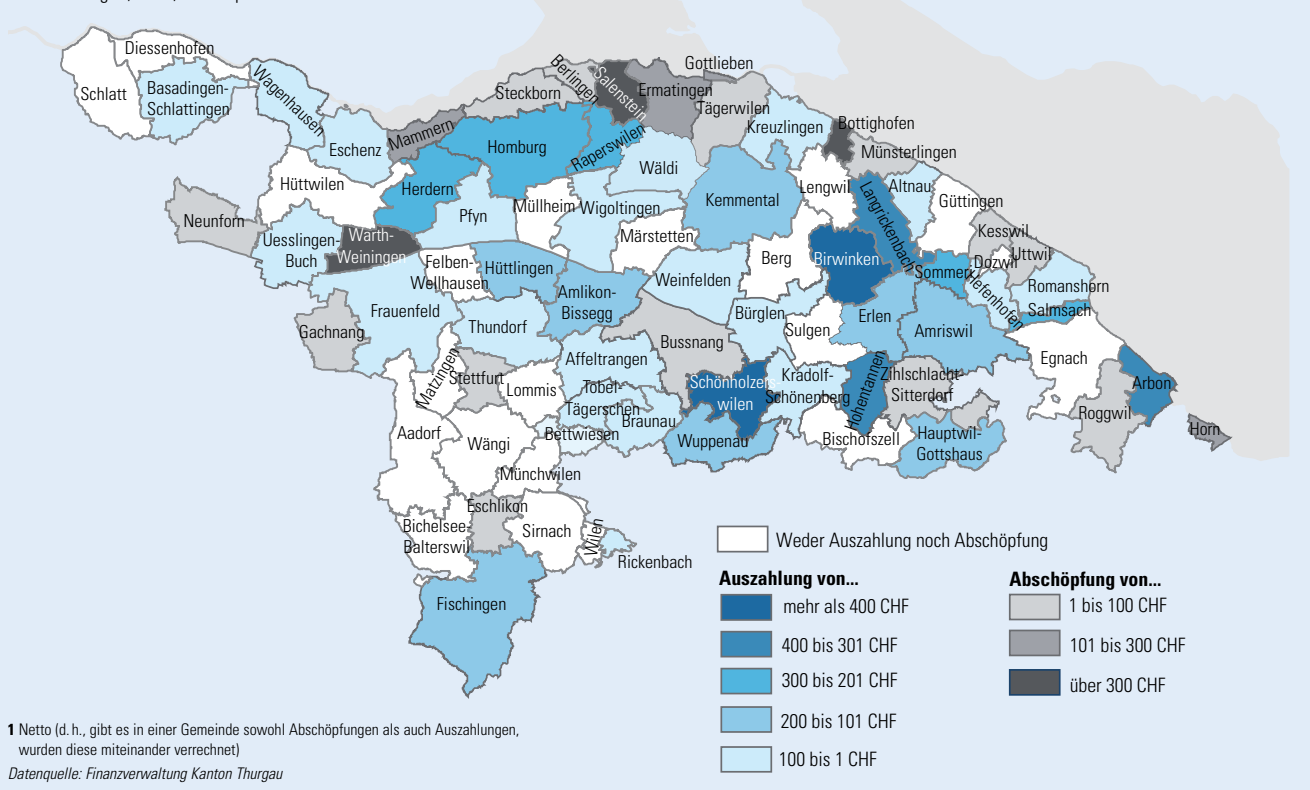 Diessenhofen
Schlatt
Basadingen-
Schlattingen
Wagenhausen
Eschenz
Mammern
Steckborn
Berlingen
Salenstein
Ermatingen
Gottlieben
Tägerwilen
Kreuzlingen
Bottighofen
Münsterlingen
Homburg
Raperswilen
Wäldi
Hüttwilen
Herdern
Pfyn
Müllheim
Wigoltingen
Kemmental
Lengwil
Langrickenbach
Altnau
Güttingen
Neunforn
Uesslingen-
Buch
Warth-
Weiningen
Felben-
Wellhausen
Hüttlingen
Märstetten
Berg
Birwinken
Sommeri
Kesswil
Dozwil
Uttwil
Hefenhofen
Romanshorn
Salmsach
Amlikon-
Bissegg
Weinfelden
Bürglen
Sulgen
Erlen
Amriswil
Egnach
Gachnang
Frauenfeld
Thundorf
Bussnang
Affeltrangen
Matzingen
Stettfurt
Lommis
Tobel-
Tägerschen
Braunau
Bettwiesen
Schönholzers-
wilen
Wuppenau
Kradolf-
Schönenberg
Hohentannen
Zihlschlacht-
Sitterdorf
Bischofszell
Hauptwil-
Gottshaus
Roggwil
Arbon
Horn
Aadorf
Wängi
Münchwilen
Eschlikon
Bichelsee-
Balterswil
Sirnach
Wilen
Rickenbach
Fischingen
Weder Auszahlung noch Abschöpfung
Auszahlung von...
mehr als 400 CHF
400 bis 301 CHF
300 bis 201 CHF
200 bis 101 CHF
100 bis 1 CHF
Abschöpfung von...
1 bis 100 CHF
101 bis 300 CHF
über 300 CHF
1 Netto (d. h., gibt es in einer Gemeinde sowohl Abschöpfungen als auch Auszahlungen,
wurden diese miteinander verrechnet)
Datenquelle: Finanzverwaltung Kanton Thurgau